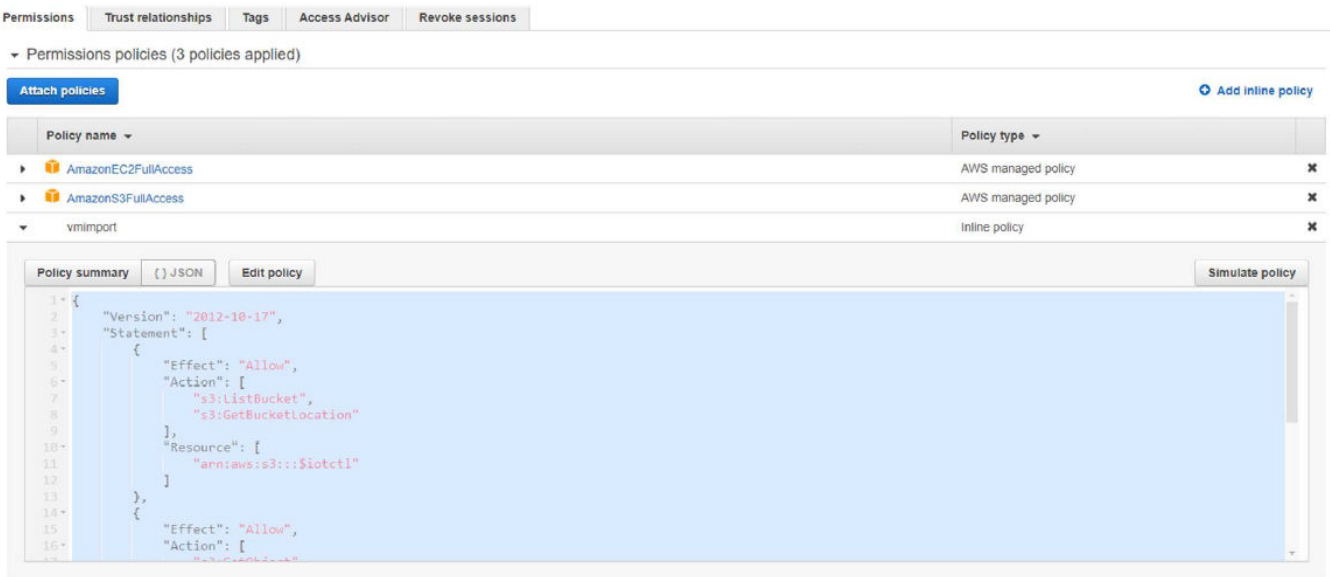 Permissions Trust relationships Tags Access Advisor Revoke sessions
Permissions policies (3 policies applied)
Attach policies Add inline policy
Policy name Policy type
AmazonEC2FullAccess AWS managed policy
AmazonS3FullAccess AWS managed policy
vmimport Inline policy
Policy summary { } JSON Edit policy Simulate policy
1 {
2 "Version": "2012-10-17",
3 "Statement": [
4 {
5 "Effect": "Allow",
6 "Action": [
7 "s3:ListBucket",
8 "s3:GetBucketLocation"
9 ],
10 "Resource": [
11 "arn:aws:s3:::$iotctl"
12 ]
13 },
14 {
15 "Effect": "Allow",
16 "Action": [
17 "s3:GetObject"